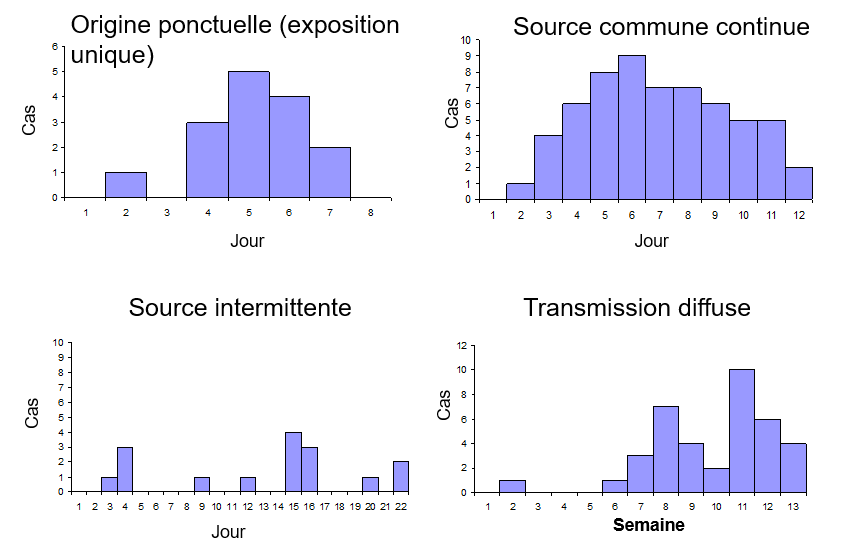 Origine ponctuelle (exposition
unique)
6
5
4
3
2
1
0
Cas
1 2 3 4 5 6 7 8
Jour
Source commune continue
10
9
8
7
6
5
4
3
2
1
0
Cas
1 2 3 4 5 6 7 8 9 10 11 12
Jour
Source intermittente
10
9
8
7
6
5
4
3
2
1
0
Cas
1 2 3 4 5 6 7 8 9 10 11 12 13 14 15 16 17 18 19 20 21 22
Jour
Transmission diffuse
12
10
8
6
4
2
0
Cas
1 2 3 4 5 6 7 8 9 10 11 12 13
Semaine